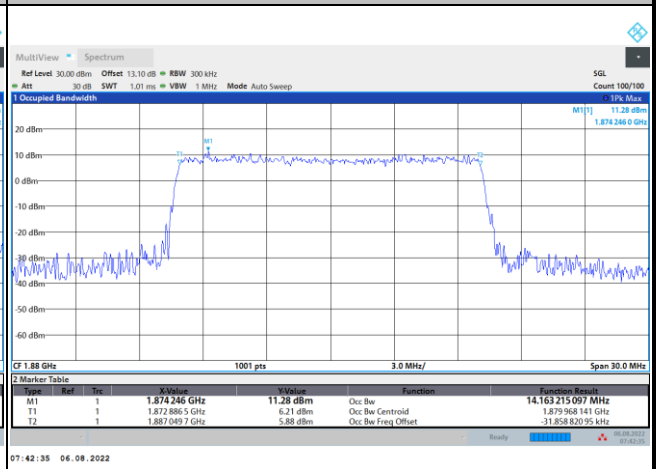 MultiView Spectrum
Ref Level 30.00 dBm Offset 13.10 dB RBW 300 kHz SGL
Att 30 dB SWT 1.01 ms VBW 1 MHz Mode Auto Sweep Count 100/100
1 Occupied Bandwidth 1Pk Max
M1[1] 11.28 dBm
1.874 246 0 GHz
20 dBm
M1
10 dBm
T1
T2
0 dBm
-10 dBm
-20 dBm
-30 dBm
-40 dBm
-50 dBm
-60 dBm
CF 1.88 GHz 1001 pts 3.0 MHz/ Span 30.0 MHz
2 Marker Table
Type Ref Trc X-Value Y-Value Function Function Result
M1 1 1.874 246 GHz 11.28 dBm Occ Bw 14.163 215 097 MHz
T1 1 1.872 886 5 GHz 6.21 dBm Occ Bw Centroid 1.879 968 141 GHz
T2 1 1.887 049 7 GHz 5.88 dBm Occ Bw Freq Offset -31.858 820 95 kHz
Ready 06.08.2022
07:42:35
07:42:35 06.08.2022